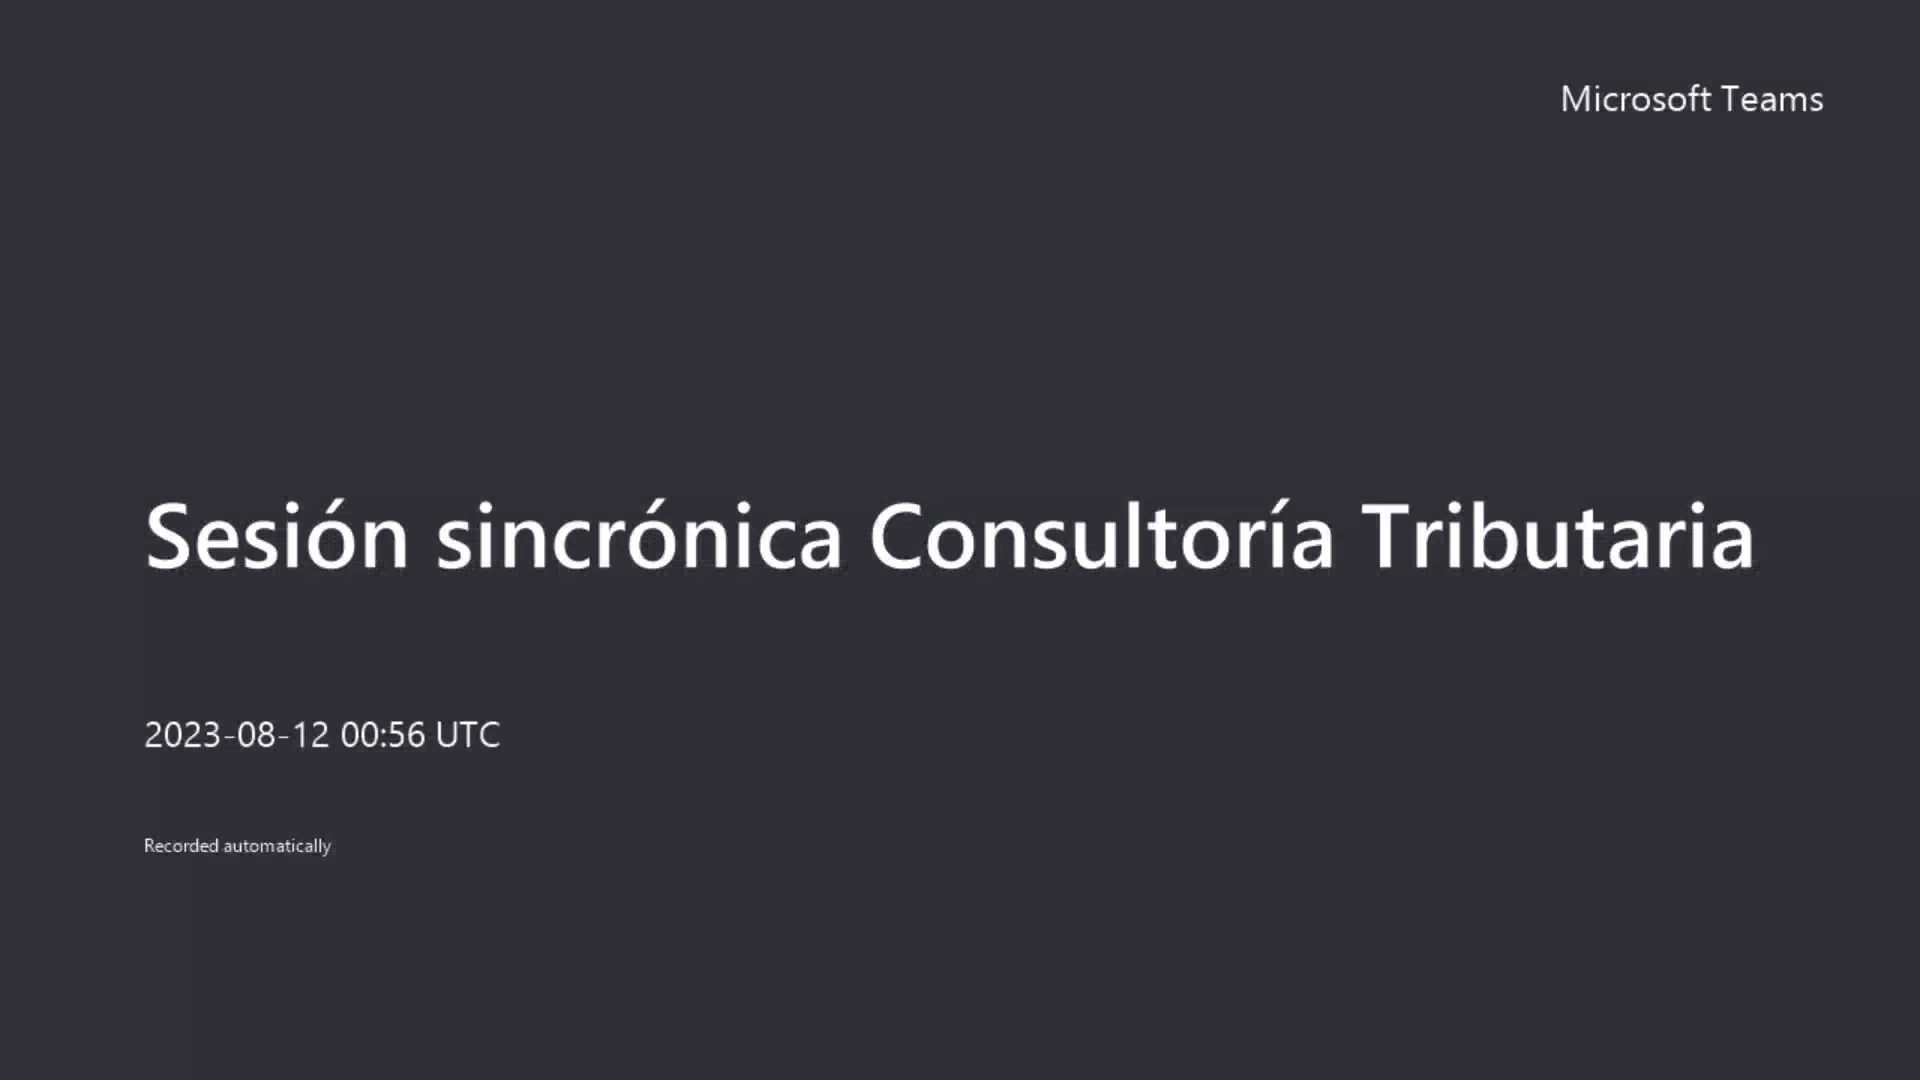 Microsoft Teams
Sesión sincrónica Consultoría Tributaria
2023-08-12 00:56 UTC
Recorded automatically